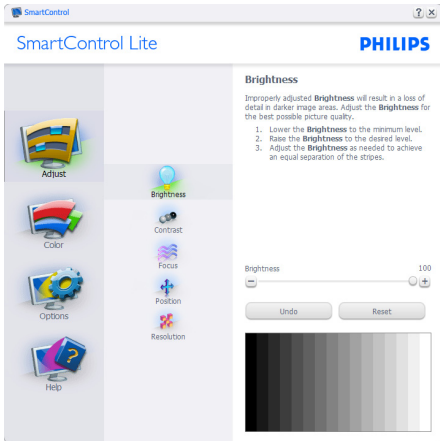 SmartControl
SmartControl Lite
PHILIPS
Adjust
Color
Options
Help
Brightness
Contrast
Focus
Position
Resolution
Brightness
Improperly adjusted Brightness will result in a loss of
detail in darker image areas. Adjust the Brightness for
the best possible picture quality.
1. Lower the Brightness to the minimum level.
2. Raise the Brightness to the desired level.
3. Adjust the Brightness as needed to achieve
an equal separation of the stripes.
Brightness 100
Undo Reset